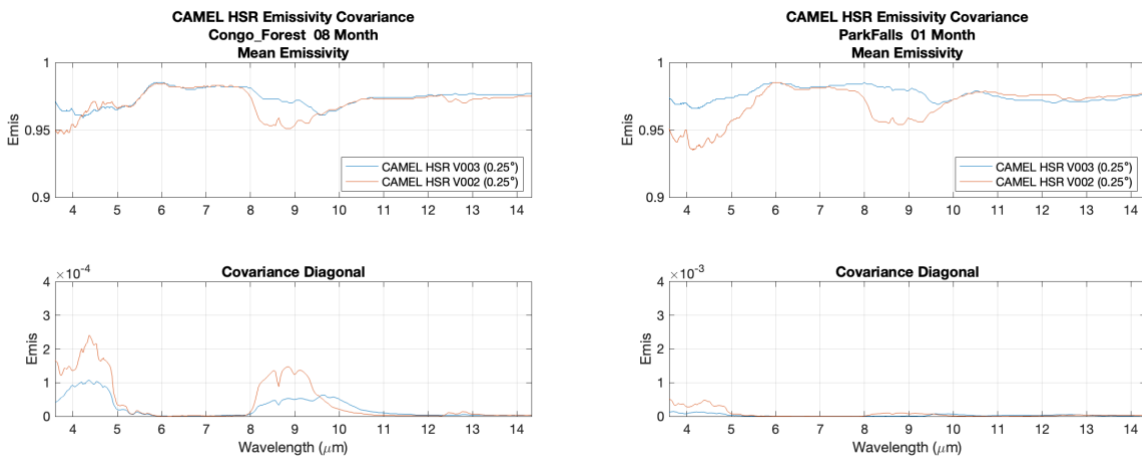 CAMEL HSR Emissivity Covariance
Congo_Forest 08 Month
Mean Emissivity
1
0.95
0.9
Emis
CAMEL HSR V003 (0.25°)
CAMEL HSR V002 (0.25°)
4 5 6 7 8 9 10 11 12 13 14
×10⁻⁴
Covariance Diagonal
4
3
2
1
0
Emis
4 5 6 7 8 9 10 11 12 13 14
Wavelength (μm)
CAMEL HSR Emissivity Covariance
ParkFalls 01 Month
Mean Emissivity
1
0.95
0.9
Emis
CAMEL HSR V003 (0.25°)
CAMEL HSR V002 (0.25°)
4 5 6 7 8 9 10 11 12 13 14
×10⁻³
Covariance Diagonal
4
3
2
1
0
Emis
4 5 6 7 8 9 10 11 12 13 14
Wavelength (μm)